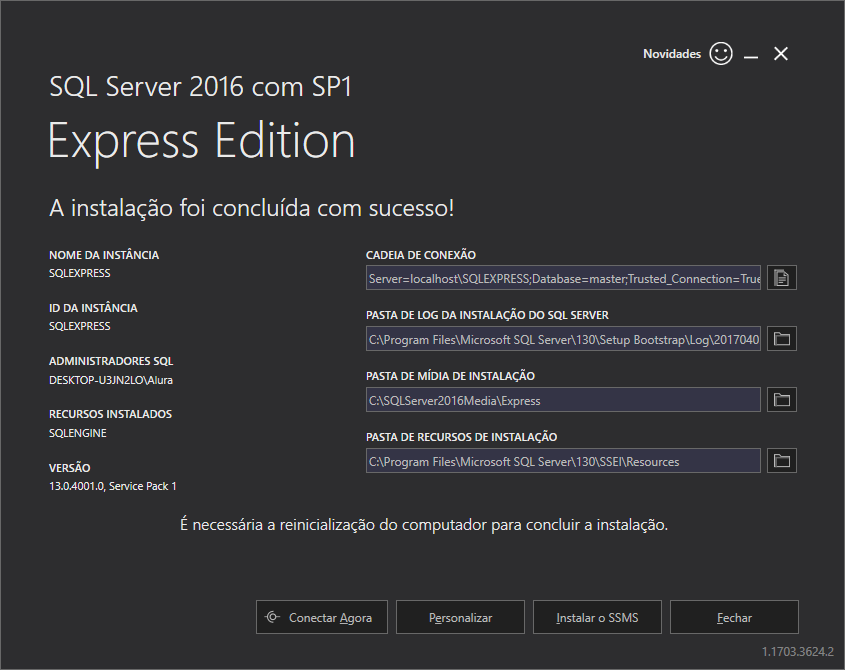 Novidades
SQL Server 2016 com SP1
Express Edition
A instalação foi concluída com sucesso!
NOME DA INSTÂNCIA
SQLEXPRESS
ID DA INSTÂNCIA
SQLEXPRESS
ADMINISTRADORES SQL
DESKTOP-U3JN2LO\Alura
RECURSOS INSTALADOS
SQLENGINE
VERSÃO
13.0.4001.0, Service Pack 1
CADEIA DE CONEXÃO
Server=localhost\SQLEXPRESS;Database=master;Trusted_Connection=True
PASTA DE LOG DA INSTALAÇÃO DO SQL SERVER
C:\Program Files\Microsoft SQL Server\130\Setup Bootstrap\Log\2017040
PASTA DE MÍDIA DE INSTALAÇÃO
C:\SQLServer2016Media\Express
PASTA DE RECURSOS DE INSTALAÇÃO
C:\Program Files\Microsoft SQL Server\130\SSEI\Resources
É necessária a reinicialização do computador para concluir a instalação.
Conectar Agora
Personalizar
Instalar o SSMS
Fechar
1.1703.3624.2